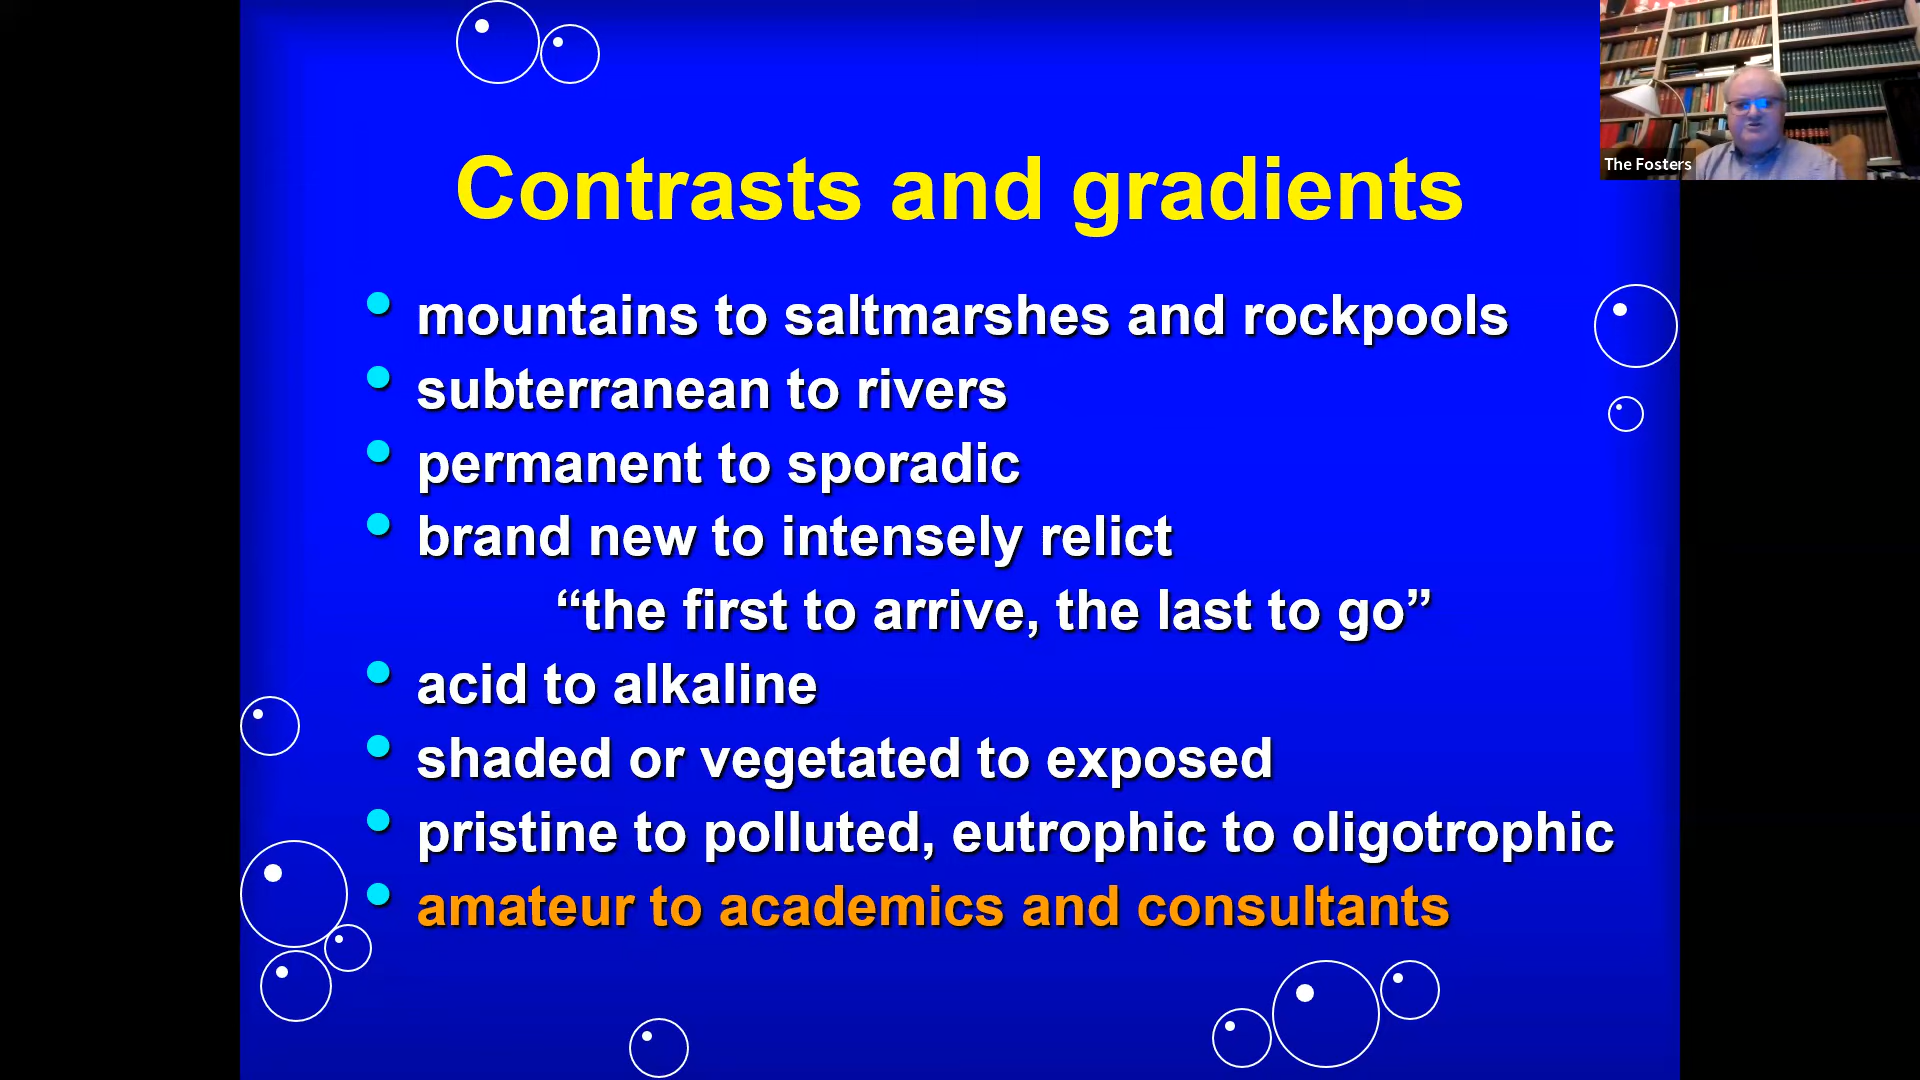 Contrasts and gradients
• mountains to saltmarshes and rockpools
• subterranean to rivers
• permanent to sporadic
• brand new to intensely relict
“the first to arrive, the last to go”
• acid to alkaline
• shaded or vegetated to exposed
• pristine to polluted, eutrophic to oligotrophic
• amateur to academics and consultants
The Fosters